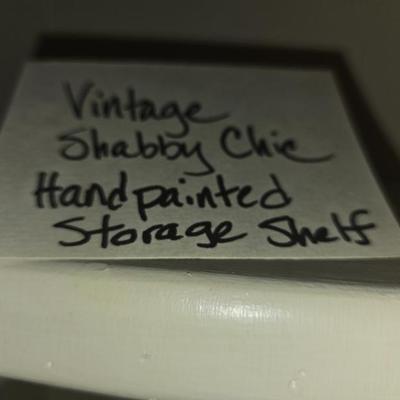 Vintage
Shabby Chic
Handpainted
Storage Shelf